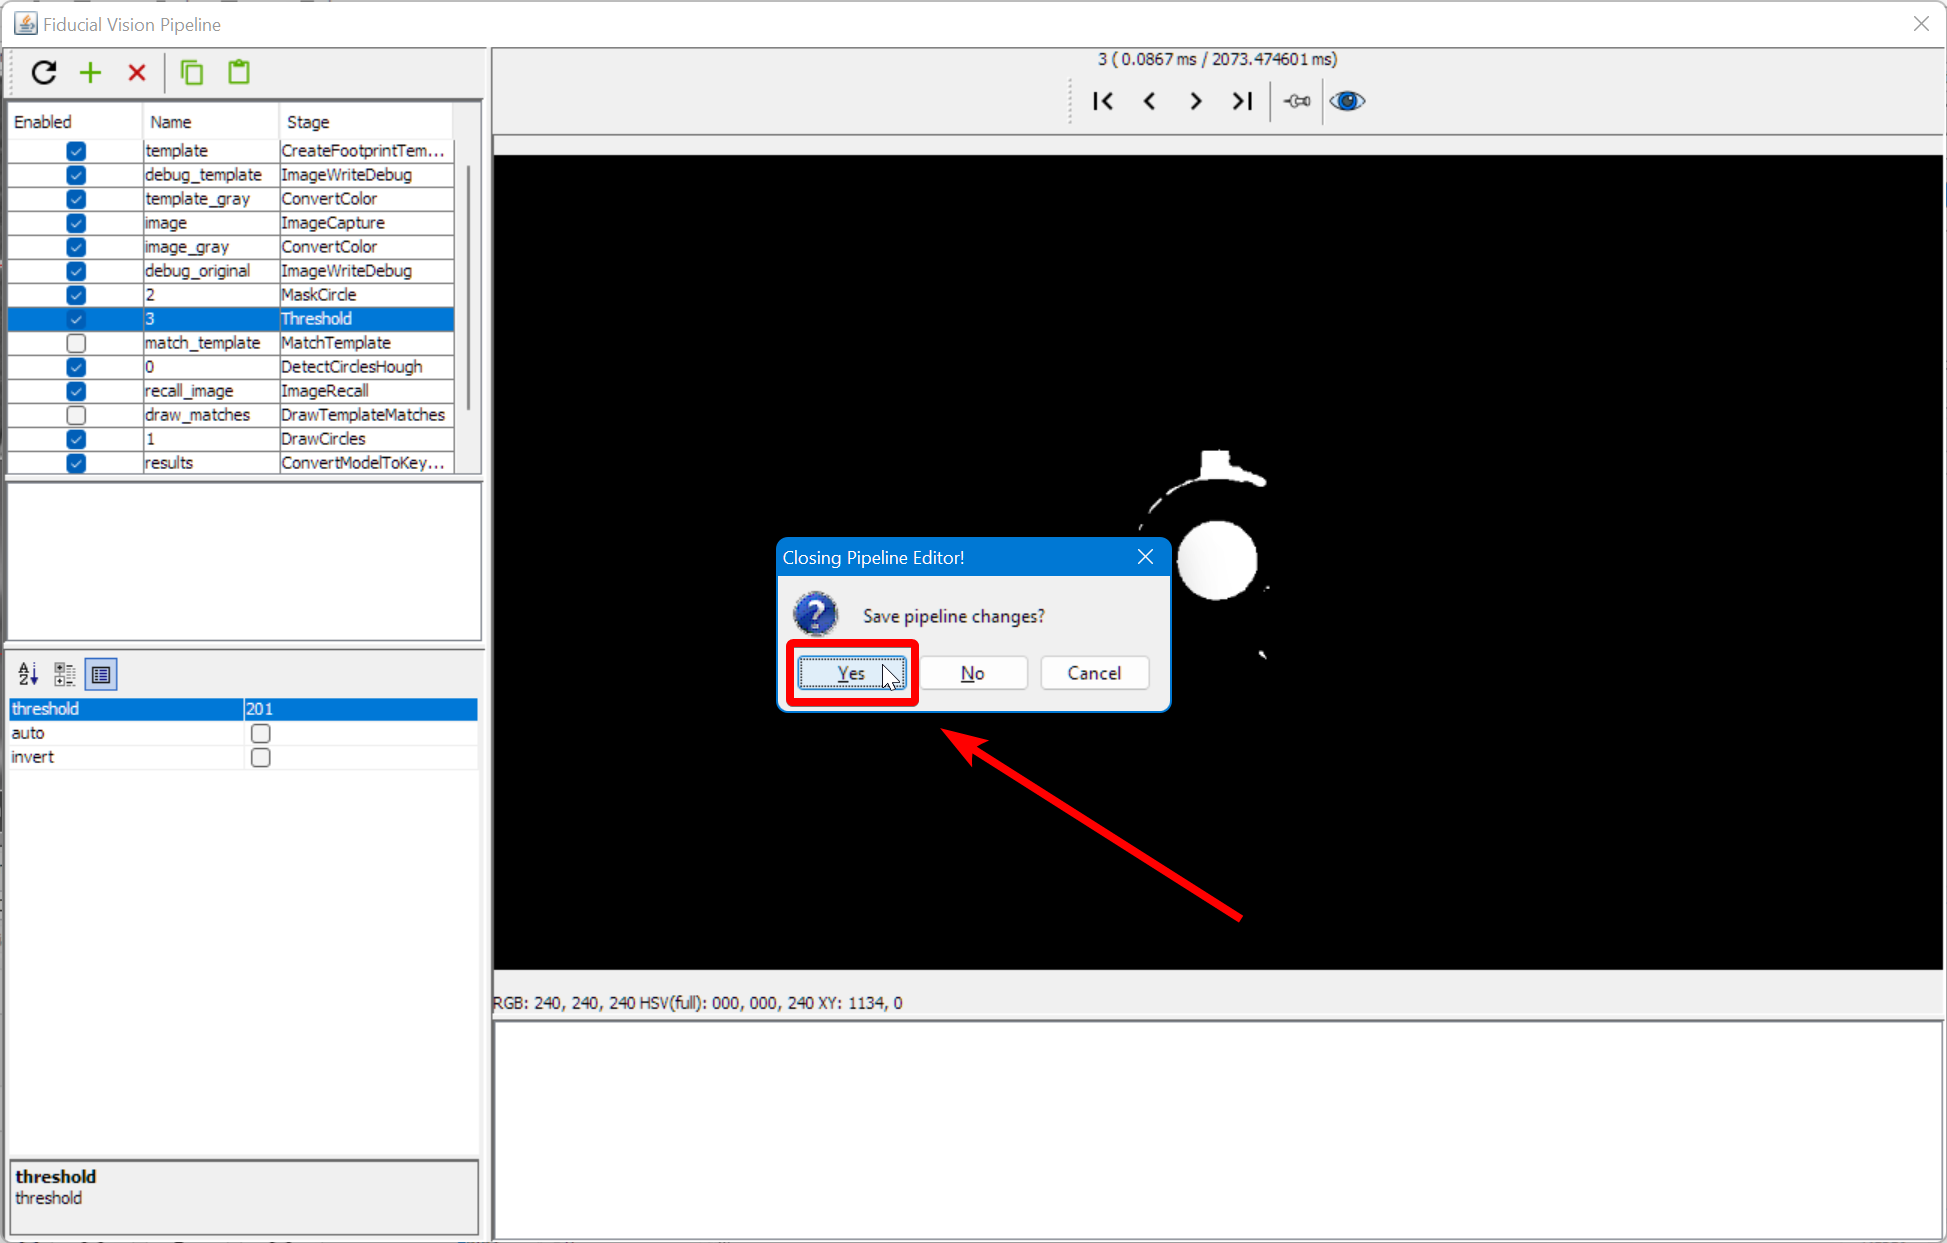 Fiducial Vision Pipeline
3 ( 0.0867 ms / 2073.474601 ms)
Enabled Name Stage
template CreateFootprintTem...
debug_template ImageWriteDebug
template_gray ConvertColor
image ImageCapture
image_gray ConvertColor
debug_original ImageWriteDebug
2 MaskCircle
3 Threshold
match_template MatchTemplate
0 DetectCirclesHough
recall_image ImageRecall
draw_matches DrawTemplateMatches
1 DrawCircles
results ConvertModelToKey...
Closing Pipeline Editor!
Save pipeline changes?
Yes No Cancel
threshold 201
auto
invert
RGB: 240, 240, 240 HSV(full): 000, 000, 240 XY: 1134, 0
threshold
threshold